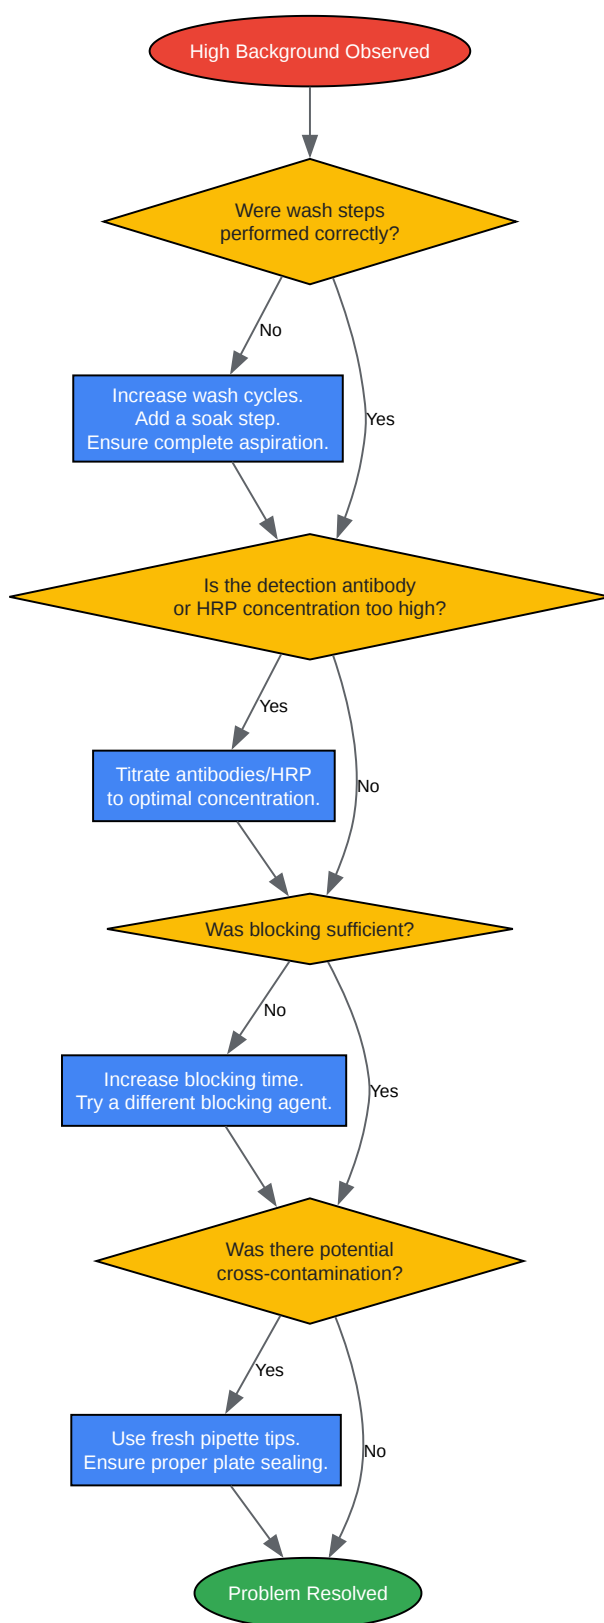 High Background Observed
Were wash steps
performed correctly?
No
Increase wash cycles.
Add a soak step.
Ensure complete aspiration.
Yes
Is the detection antibody
or HRP concentration too high?
Yes
Titrate antibodies/HRP
to optimal concentration.
No
Was blocking sufficient?
No
Increase blocking time.
Try a different blocking agent.
Yes
Was there potential
cross-contamination?
Yes
Use fresh pipette tips.
Ensure proper plate sealing.
No
Problem Resolved